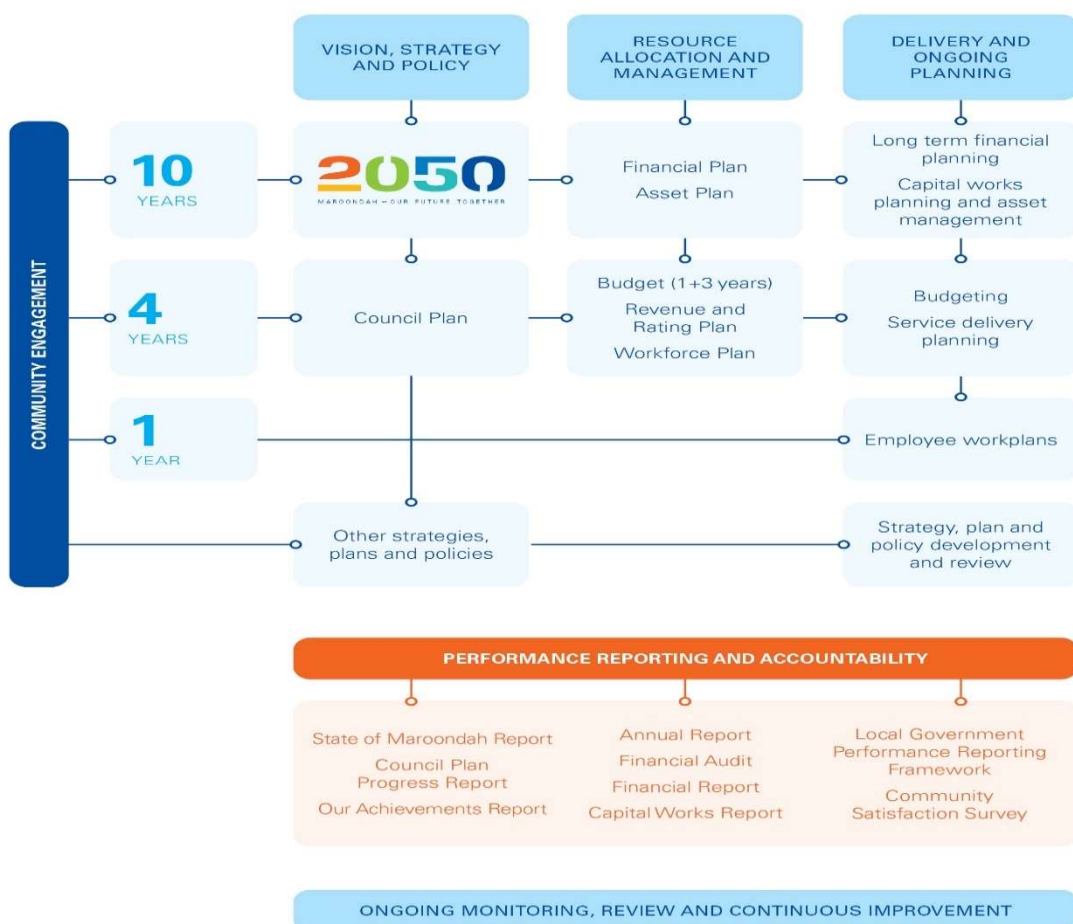 VISION, STRATEGY
AND POLICY
RESOURCE
ALLOCATION AND
MANAGEMENT
DELIVERY AND
ONGOING
PLANNING
COMMUNITY ENGAGEMENT
10
YEARS
2050
MAROONDAH – OUR FUTURE TOGETHER
Financial Plan
Asset Plan
Long term financial
planning
Capital works
planning and asset
management
4
YEARS
Council Plan
Budget (1+3 years)
Revenue and
Rating Plan
Workforce Plan
Budgeting
Service delivery
planning
1
YEAR
Employee workplans
Other strategies,
plans and policies
Strategy, plan and
policy development
and review
PERFORMANCE REPORTING AND ACCOUNTABILITY
State of Maroondah Report
Council Plan
Progress Report
Our Achievements Report
Annual Report
Financial Audit
Financial Report
Capital Works Report
Local Government
Performance Reporting
Framework
Community
Satisfaction Survey
ONGOING MONITORING, REVIEW AND CONTINUOUS IMPROVEMENT